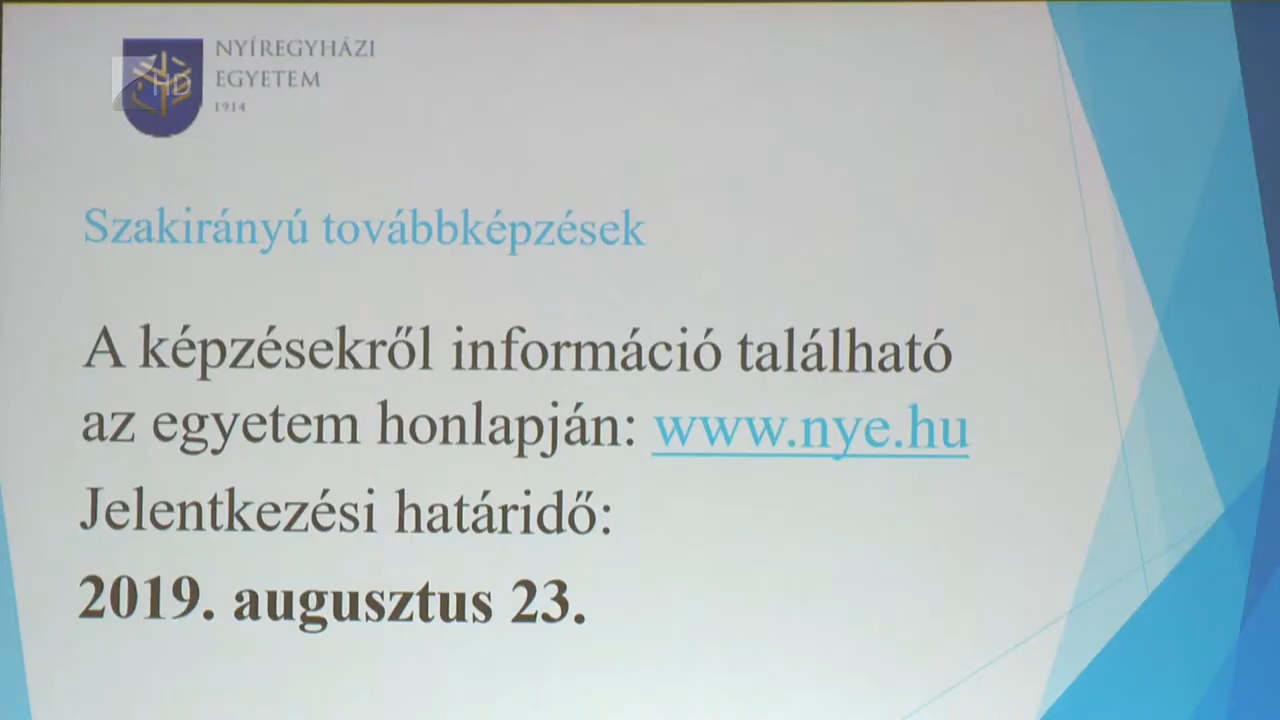 NYÍREGYHÁZI
EGYETEM
1914
HD
Szakirányú továbbképzések
A képzésekről információ található
az egyetem honlapján: www.nye.hu
Jelentkezési határidő:
2019. augusztus 23.